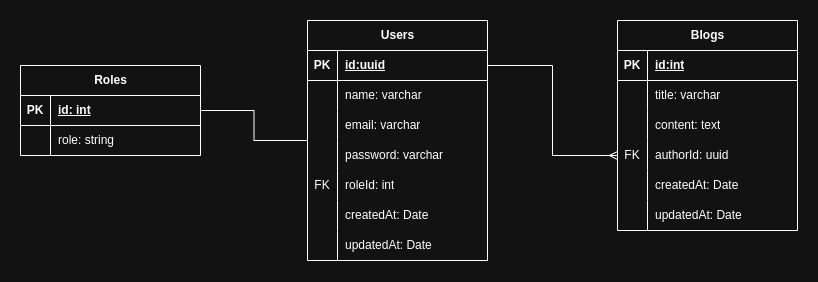 Roles
PK id: int
role: string
Users
PK id:uuid
name: varchar
email: varchar
password: varchar
FK roleId: int
createdAt: Date
updatedAt: Date
Blogs
PK id:int
title: varchar
content: text
FK authorId: uuid
createdAt: Date
updatedAt: Date